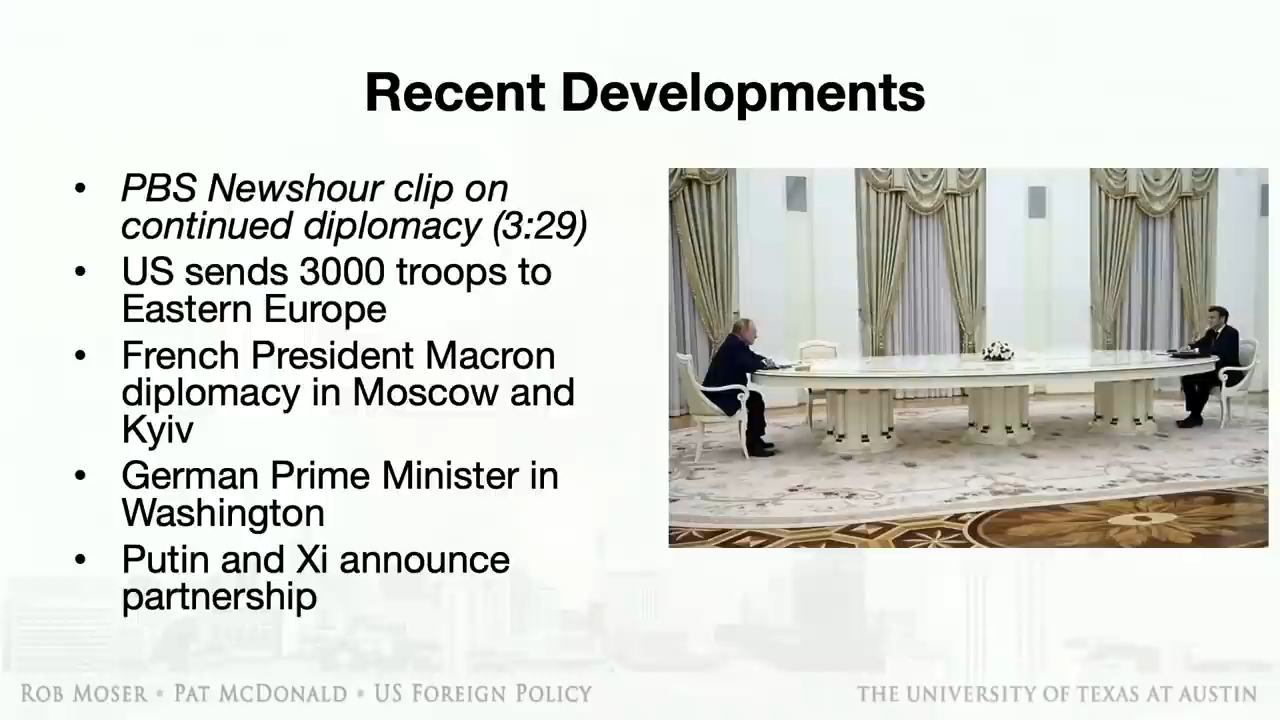 Recent Developments
• PBS Newshour clip on
continued diplomacy (3:29)
• US sends 3000 troops to
Eastern Europe
• French President Macron
diplomacy in Moscow and
Kyiv
• German Prime Minister in
Washington
• Putin and Xi announce
partnership
ROB MOSER • PAT MCDONALD • US FOREIGN POLICY
THE UNIVERSITY OF TEXAS AT AUSTIN